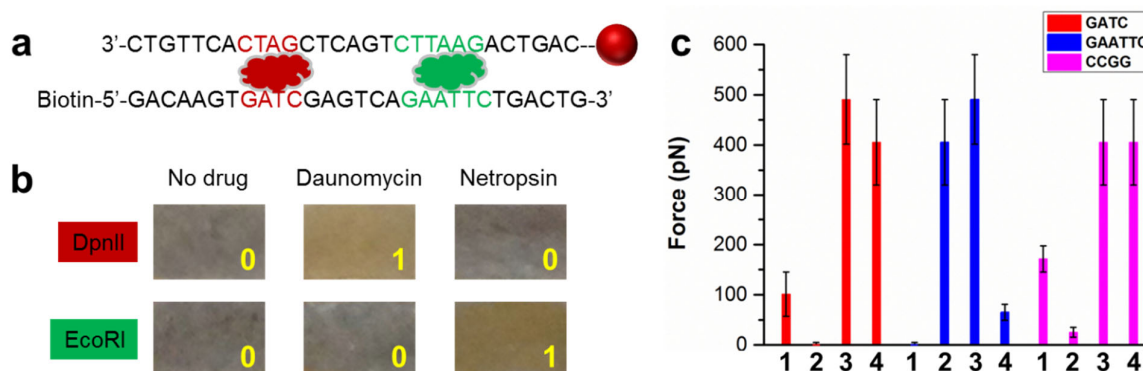 a
3'-CTGTTCACTAGCTCAGTCTTAAGACTGAC--
Biotin-5'-GACAAGTGATCGAGTCAGAATTCTGACTG-3'
b
No drug Daunomycin Netropsin
DpnII
0 1 0
EcoRI
0 0 1
c
GATC
GAATTC
CCGG
Force (pN)
600
500
400
300
200
100
0
1 2 3 4 1 2 3 4 1 2 3 4